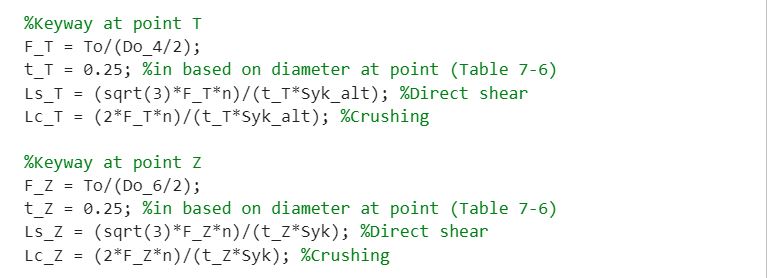 %Keyway at point T
F_T = To/(Do_4/2);
t_T = 0.25; %in based on diameter at point (Table 7-6)
Ls_T = (sqrt(3)*F_T*n)/(t_T*Syk_alt); %Direct shear
Lc_T = (2*F_T*n)/(t_T*Syk_alt); %Crushing
%Keyway at point Z
F_Z = To/(Do_6/2);
t_Z = 0.25; %in based on diameter at point (Table 7-6)
Ls_Z = (sqrt(3)*F_Z*n)/(t_Z*Syk); %Direct shear
Lc_Z = (2*F_Z*n)/(t_Z*Syk); %Crushing